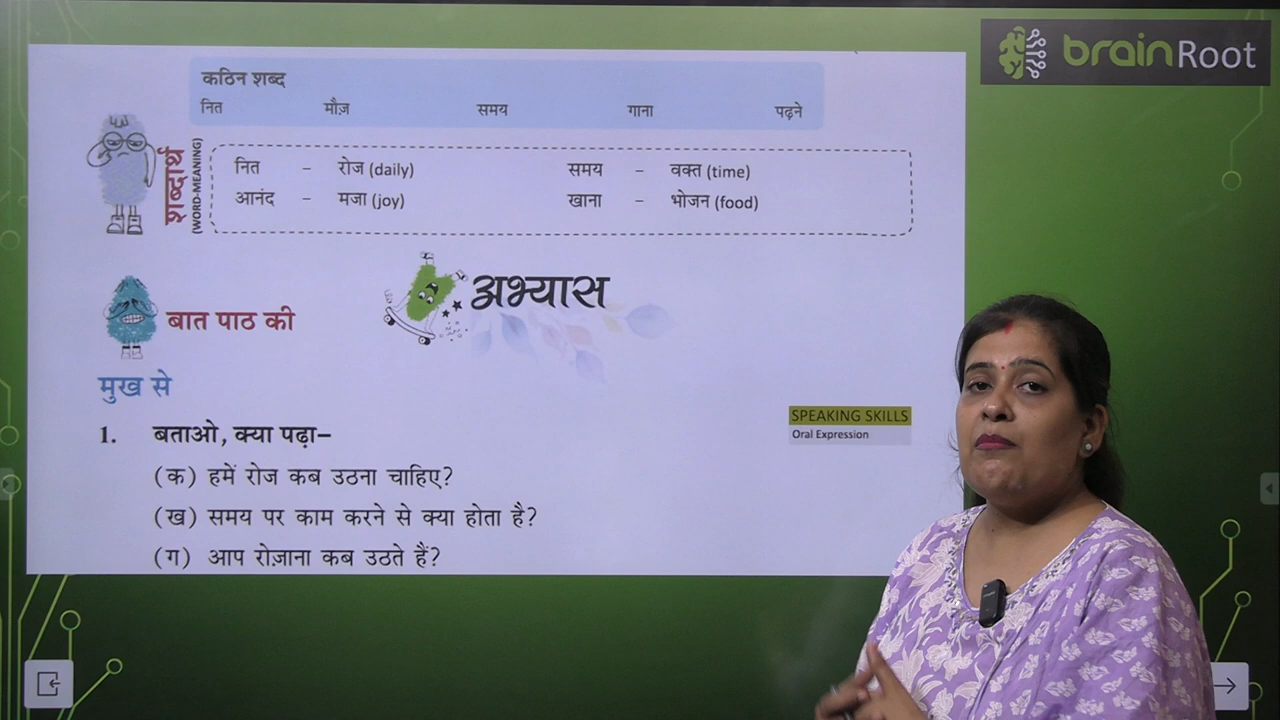 brainRoot
कठिन शब्द
नित मौज़ समय गाना पढ़ने
शब्दार्थ
(WORD-MEANING)
नित – रोज (daily) समय – वक्त (time)
आनंद – मजा (joy) खाना – भोजन (food)
अभ्यास
बात पाठ की
मुख से
SPEAKING SKILLS
Oral Expression
1. बताओ, क्या पढ़ा–
(क) हमें रोज कब उठना चाहिए?
(ख) समय पर काम करने से क्या होता है?
(ग) आप रोज़ाना कब उठते हैं?